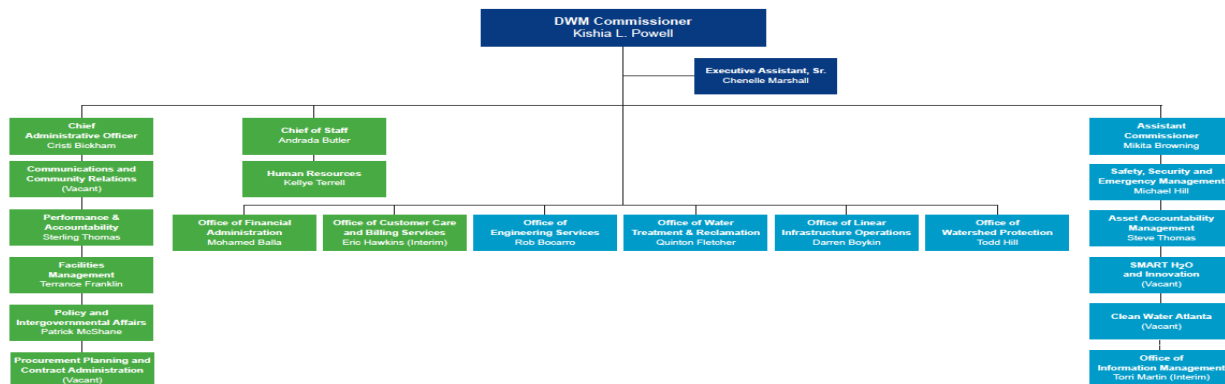 DWM Commissioner
Kishia L. Powell
Executive Assistant, Sr.
Chenelle Marshall
Chief
Administrative Officer
Cristi Bickham
Communications and
Community Relations
(Vacant)
Performance &
Accountability
Sterling Thomas
Facilities
Management
Terrance Franklin
Policy and
Intergovernmental Affairs
Patrick McShane
Procurement Planning and
Contract Administration
(Vacant)
Chief of Staff
Andrada Butler
Human Resources
Kellye Terrell
Office of Financial
Administration
Mohamed Balla
Office of Customer Care
and Billing Services
Eric Hawkins (Interim)
Office of
Engineering Services
Rob Bocarro
Office of Water
Treatment & Reclamation
Quinton Fletcher
Office of Linear
Infrastructure Operations
Darren Boykin
Office of
Watershed Protection
Todd Hill
Assistant
Commissioner
Mikita Browning
Safety, Security and
Emergency Management
Michael Hill
Asset Accountability
Management
Steve Thomas
SMART H2O
and Innovation
(Vacant)
Clean Water Atlanta
(Vacant)
Office of
Information Management
Torri Martin (Interim)